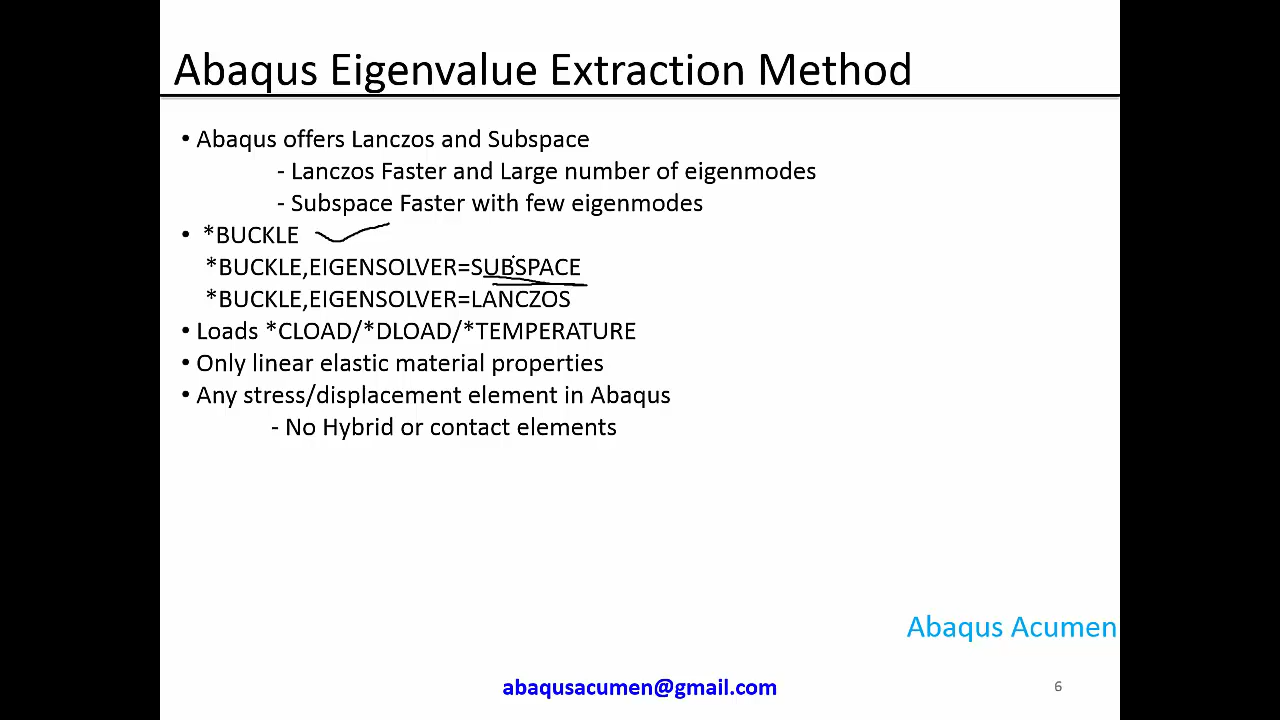 Abaqus Eigenvalue Extraction Method
• Abaqus offers Lanczos and Subspace
- Lanczos Faster and Large number of eigenmodes
- Subspace Faster with few eigenmodes
• *BUCKLE
*BUCKLE,EIGENSOLVER=SUBSPACE
*BUCKLE,EIGENSOLVER=LANCZOS
• Loads *CLOAD/*DLOAD/*TEMPERATURE
• Only linear elastic material properties
• Any stress/displacement element in Abaqus
- No Hybrid or contact elements
Abaqus Acumen
abaqusacumen@gmail.com
6